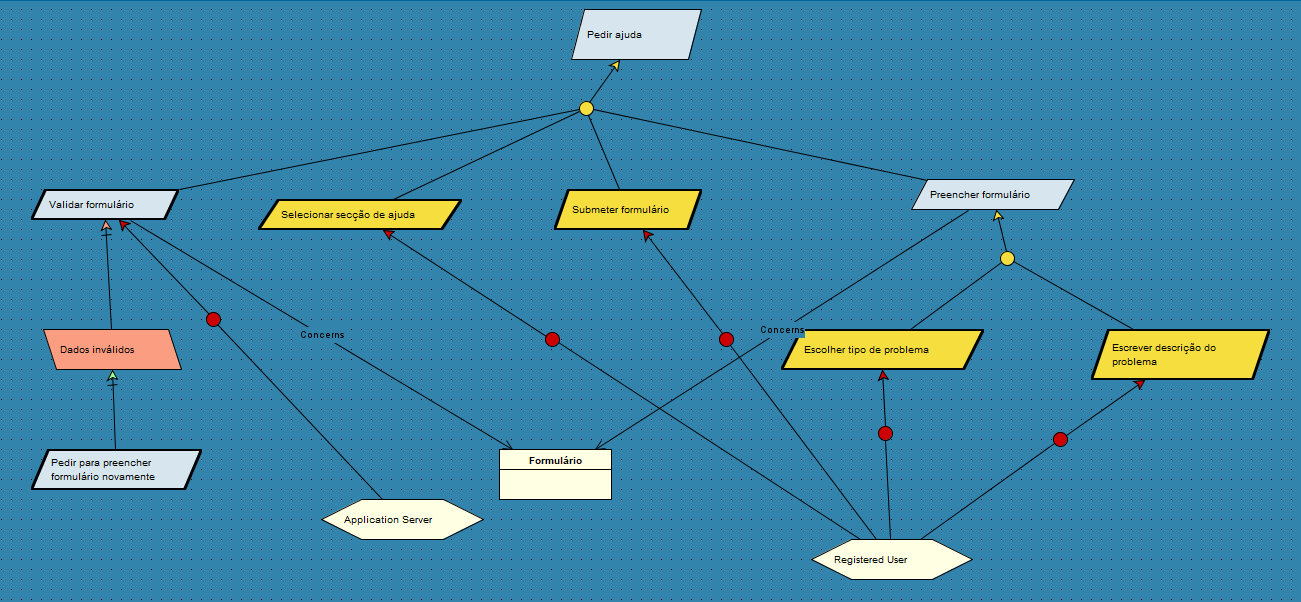 Pedir ajuda
Validar formulário
Selecionar secção de ajuda
Submeter formulário
Preencher formulário
Concerns
Concerns
Dados inválidos
Escolher tipo de problema
Escrever descrição do
problema
Pedir para preencher
formulário novamente
Formulário
Application Server
Registered User